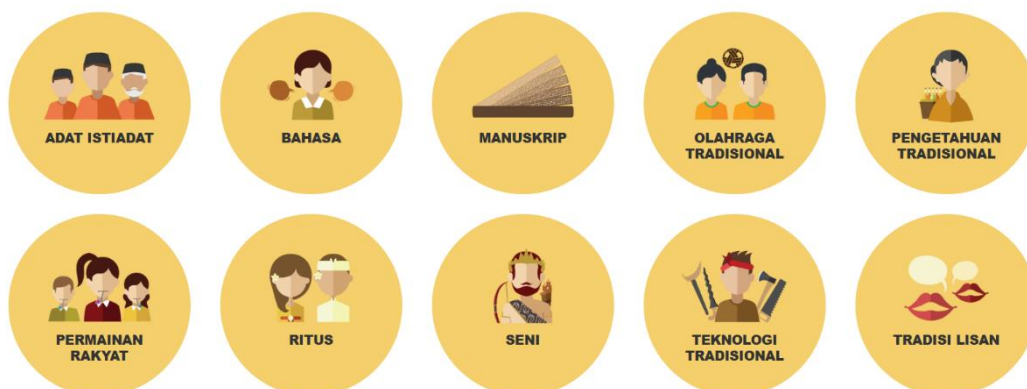 ADAT ISTIADAT
BAHASA
MANUSKRIP
OLAHRAGA
TRADISIONAL
PENGETAHUAN
TRADISIONAL
PERMAINAN
RAKYAT
RITUS
SENI
TEKNOLOGI
TRADISIONAL
TRADISI LISAN